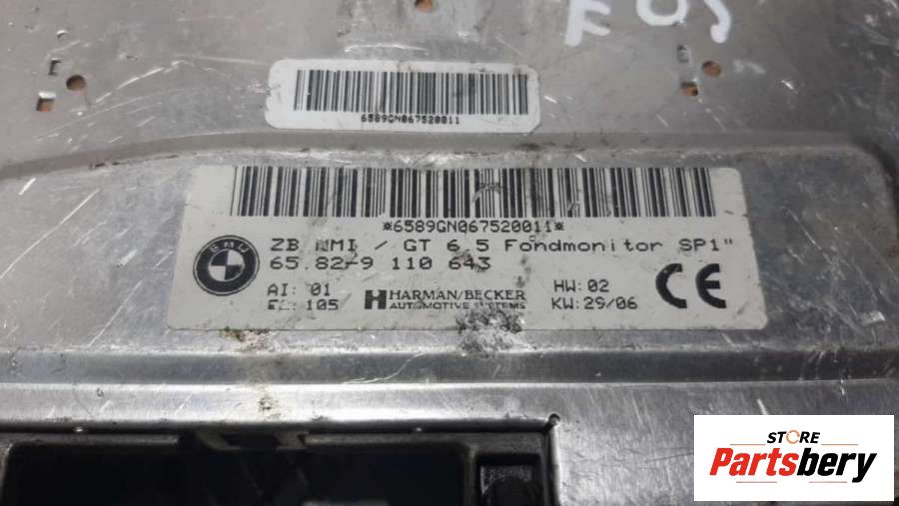 6589GN067520011
*6589GN067520011*
BMW
ZB MMI / GT 6.5 Fondmonitor SP1"
65.82-9 110 643
AI: 01
HW: 02
EL: 105
HARMAN/BECKER
AUTOMOTIVE SYSTEMS
KW: 29/06
CE
STORE
Partsbery